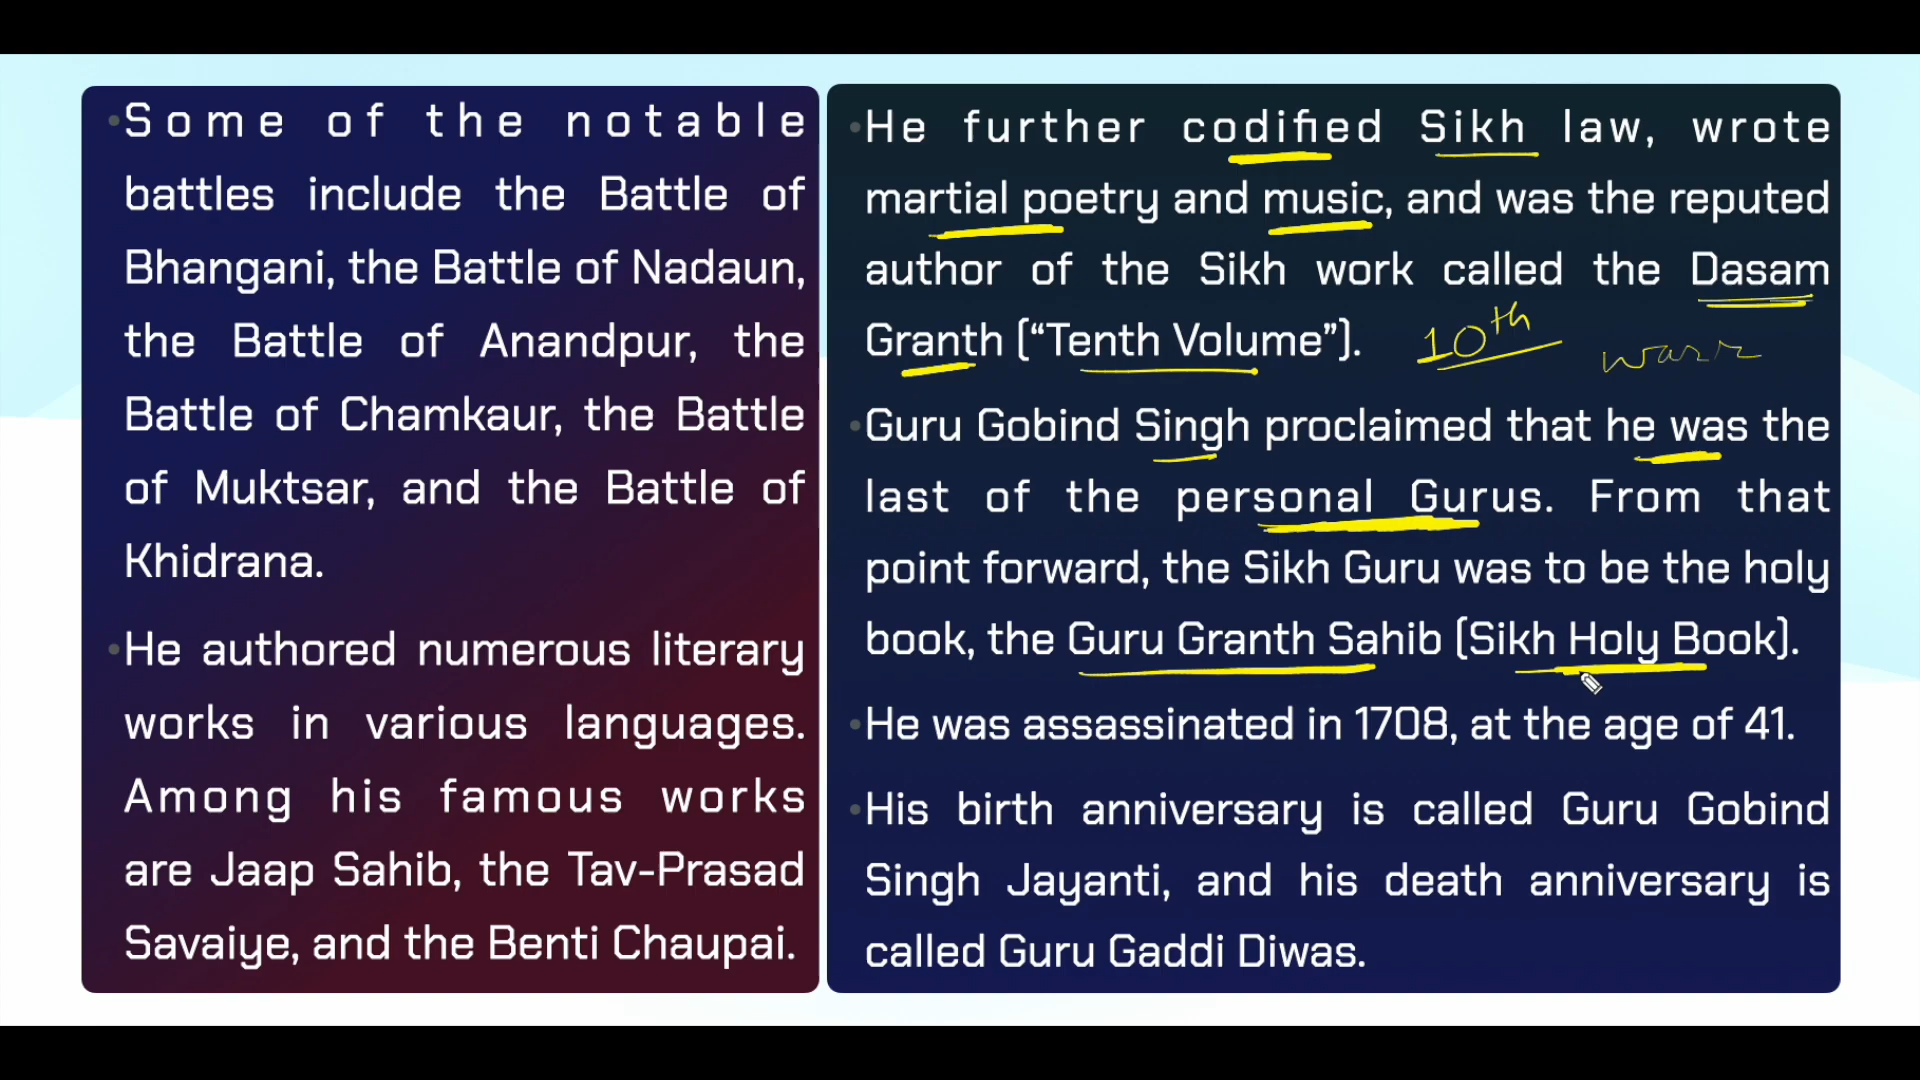 •Some of the notable
battles include the Battle of
Bhangani, the Battle of Nadaun,
the Battle of Anandpur, the
Battle of Chamkaur, the Battle
of Muktsar, and the Battle of
Khidrana.
•He authored numerous literary
works in various languages.
Among his famous works
are Jaap Sahib, the Tav-Prasad
Savaiye, and the Benti Chaupai.
•He further codified Sikh law, wrote
martial poetry and music, and was the reputed
author of the Sikh work called the Dasam
Granth (“Tenth Volume”). 10th
•Guru Gobind Singh proclaimed that he was the
last of the personal Gurus. From that
point forward, the Sikh Guru was to be the holy
book, the Guru Granth Sahib (Sikh Holy Book).
•He was assassinated in 1708, at the age of 41.
•His birth anniversary is called Guru Gobind
Singh Jayanti, and his death anniversary is
called Guru Gaddi Diwas.